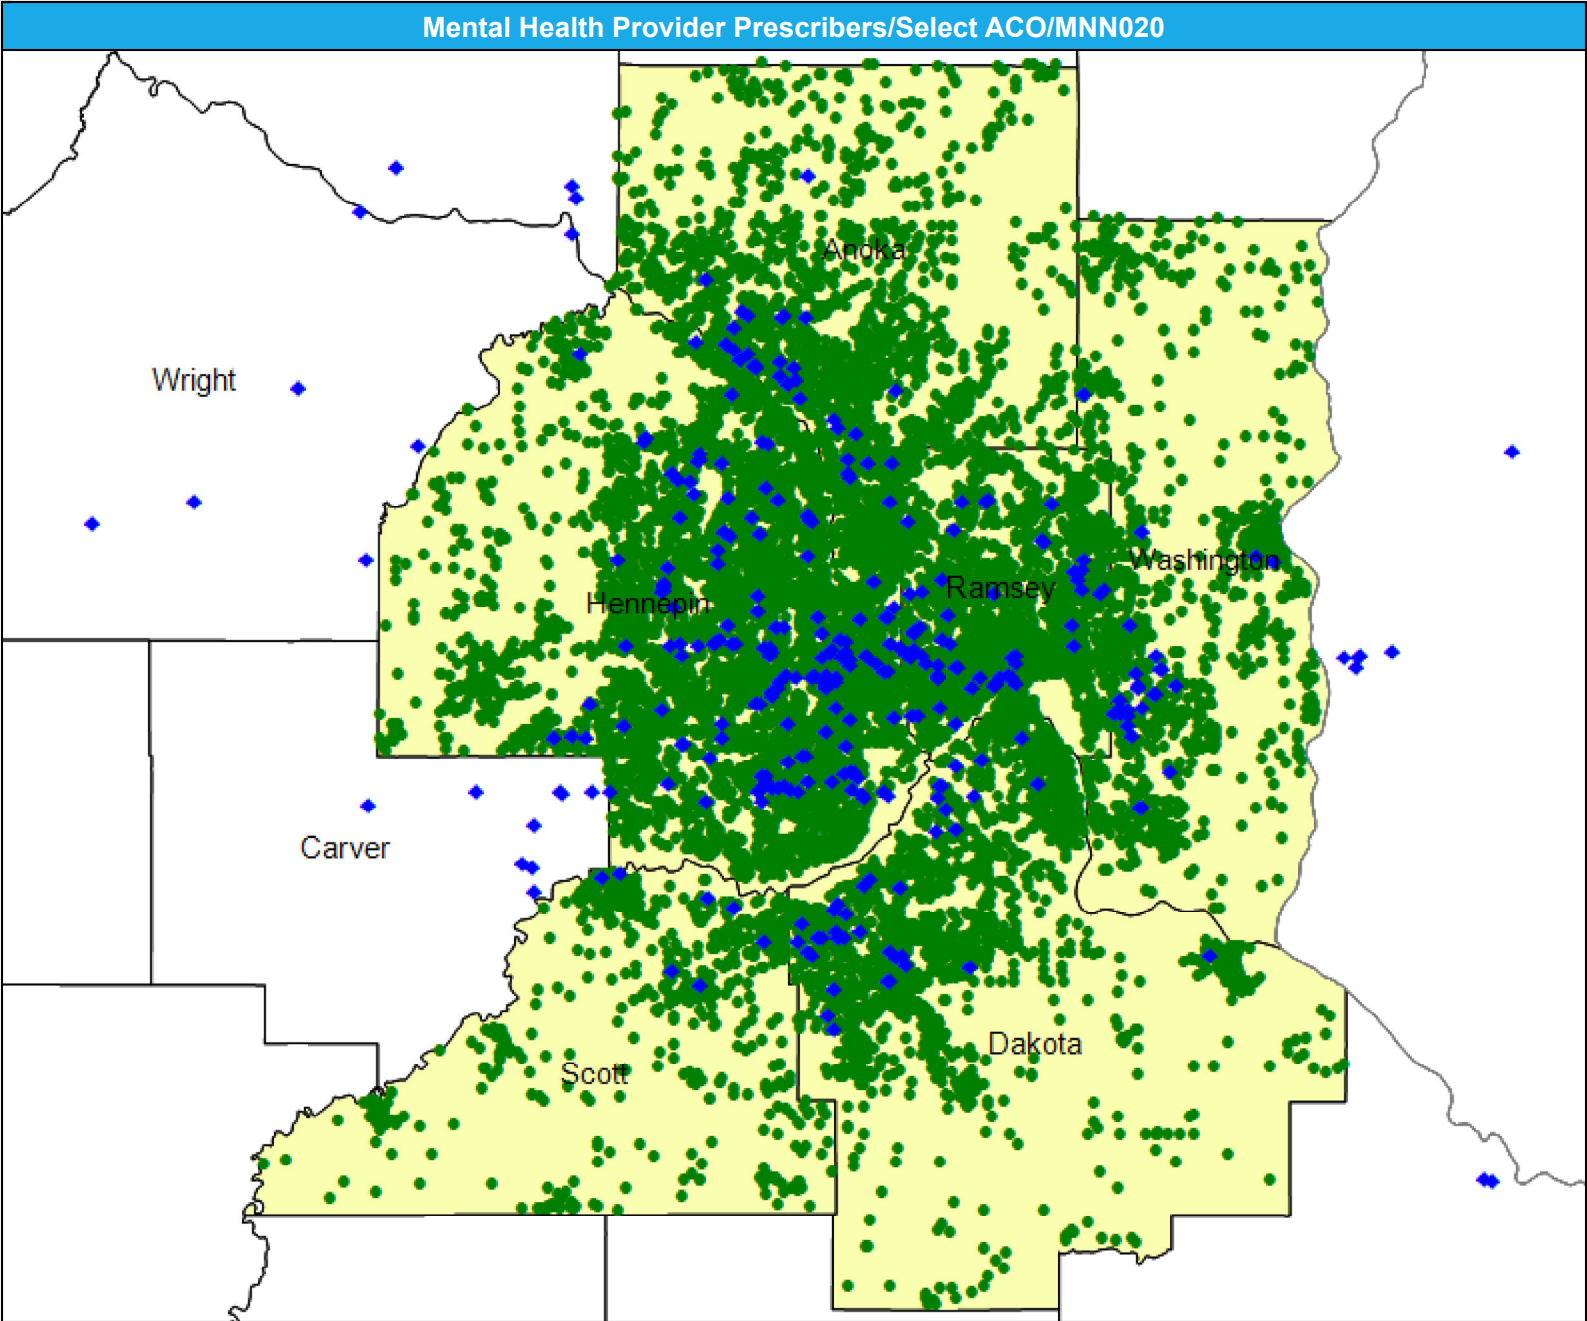 Mental Health Provider Prescribers/Select ACO/MNN020
Anoka
Wright
Washington
Ramsey
Hennepin
Carver
Dakota
Scott